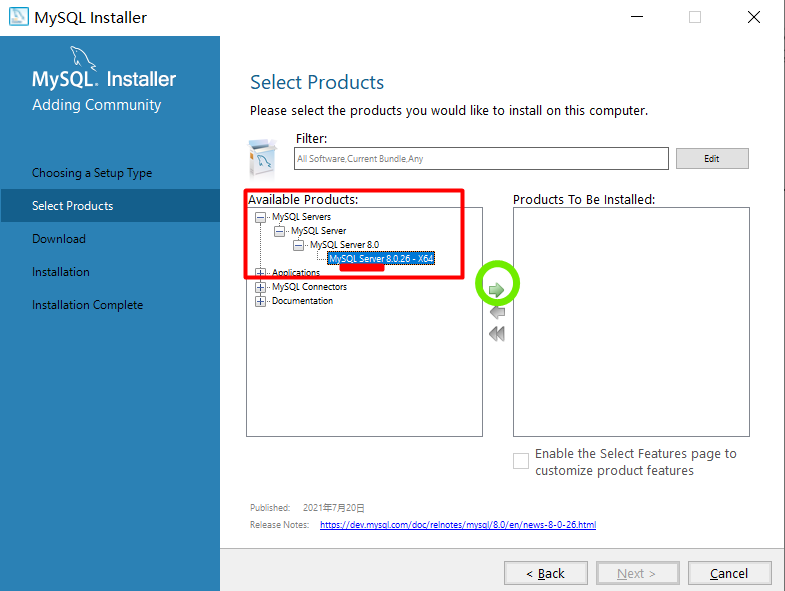 MySQL Installer
MySQL. Installer
Adding Community
Choosing a Setup Type
Select Products
Download
Installation
Installation Complete
Select Products
Please select the products you would like to install on this computer.
Filter:
All Software,Current Bundle,Any
Edit
Available Products:
MySQL Servers
MySQL Server
MySQL Server 8.0
MySQL Server 8.0.26 - X64
Applications
MySQL Connectors
Documentation
Products To Be Installed:
Enable the Select Features page to
customize product features
Published: 2021年7月20日
Release Notes: https://dev.mysql.com/doc/relnotes/mysql/8.0/en/news-8-0-26.html
< Back
Next >
Cancel